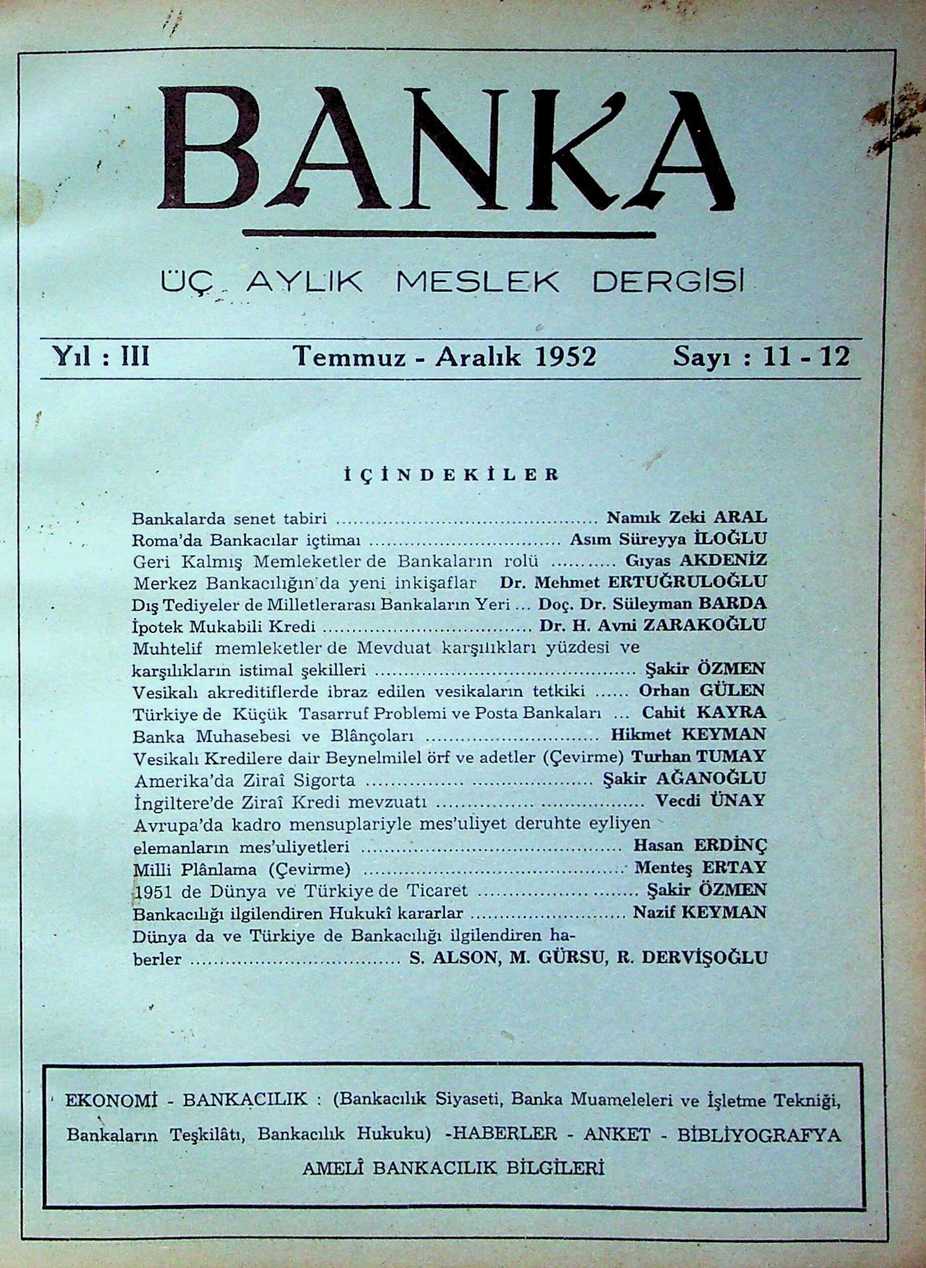 BANKA
ÜÇ AYLIK MESLEK DERGİSİ
Yıl : III Temmuz - Aralık 1952 Sayı : 11 - 12
İÇİNDEKİLER
Bankalarda senet tabiri ........ Namık Zeki ARAL
Roma'da Bankacılar içtimaı ........ Asım Süreyya İLOĞLU
Geri Kalmış Memleketler de Bankaların rolü ........ Gıyas AKDENİZ
Merkez Bankacılığın'da yeni inkişaflar Dr. Mehmet ERTUĞRULOĞLU
Dış Tediyeler de Milletlerarası Bankaların Yeri ... Doç. Dr. Süleyman BARDA
İpotek Mukabili Kredi ........ Dr. H. Avni ZARAKOĞLU
Muhtelif memleketler de Mevduat karşılıkları yüzdesi ve
karşılıkların istimal şekilleri ........ Şakir ÖZMEN
Vesikalı akreditiflerde ibraz edilen vesikaların tetkiki ...... Orhan GÜLEN
Türkiye de Küçük Tasarruf Problemi ve Posta Bankaları ... Cahit KAYRA
Banka Muhasebesi ve Blânçoları ........ Hikmet KEYMAN
Vesikalı Kredilere dair Beynelmilel örf ve adetler (Çevirme) Turhan TUMAY
Amerika'da Ziraî Sigorta ........ Şakir AĞANOĞLU
İngiltere'de Ziraî Kredi mevzuatı ........ Vecdi ÜNAY
Avrupa'da kadro mensuplariyle mes'uliyet deruhte eyliyen
elemanların mes'uliyetleri ........ Hasan ERDİNÇ
Milli Plânlama (Çevirme) ........ Menteş ERTAY
1951 de Dünya ve Türkiye de Ticaret ........ Şakir ÖZMEN
Bankacılığı ilgilendiren Hukukî kararlar ........ Nazif KEYMAN
Dünya da ve Türkiye de Bankacılığı ilgilendiren ha-
berler ........ S. ALSON, M. GÜRSU, R. DERVİŞOĞLU
EKONOMİ - BANKACILIK : (Bankacılık Siyaseti, Banka Muameleleri ve İşletme Tekniği,
Bankaların Teşkilâtı, Bankacılık Hukuku) -HABERLER - ANKET - BİBLİYOGRAFYA
AMELÎ BANKACILIK BİLGİLERİ